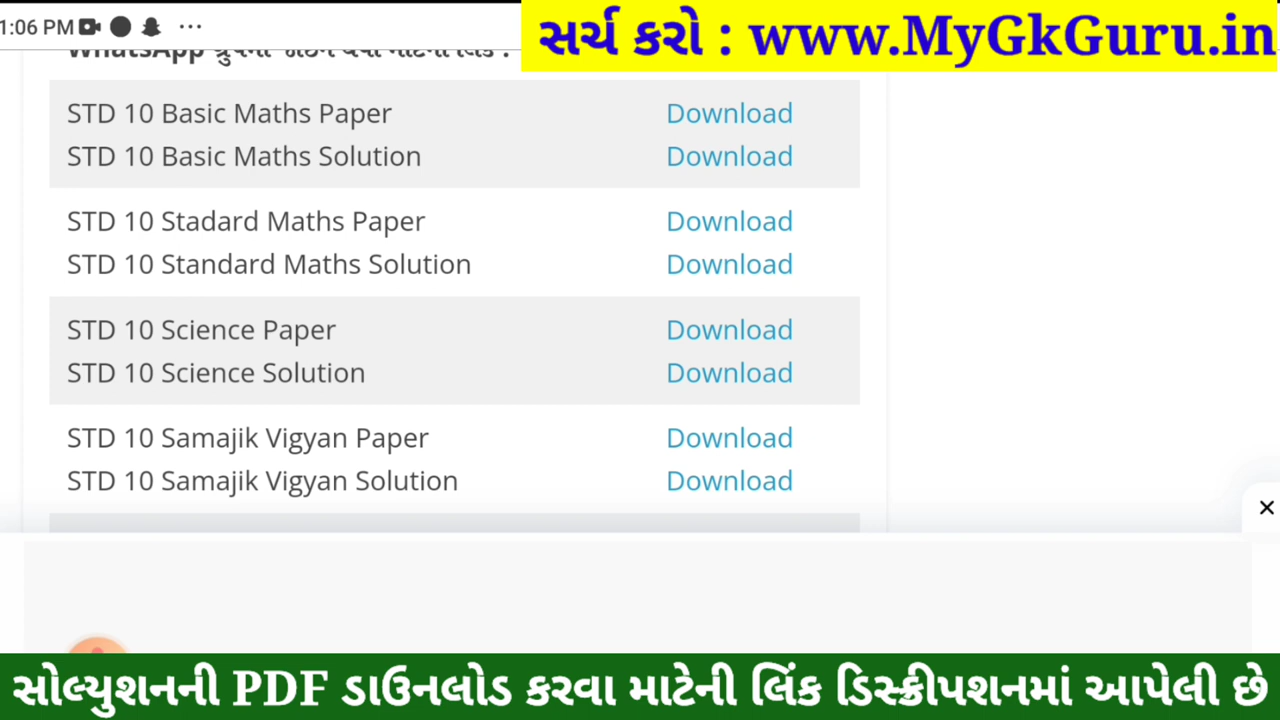 1:06 PM ...
સર્ચ કરો : www.MyGkGuru.in
WhatsApp ગ્રુપમાં માટેની લિંક :
STD 10 Basic Maths Paper Download
STD 10 Basic Maths Solution Download
STD 10 Stadard Maths Paper Download
STD 10 Standard Maths Solution Download
STD 10 Science Paper Download
STD 10 Science Solution Download
STD 10 Samajik Vigyan Paper Download
STD 10 Samajik Vigyan Solution Download
સોલ્યુશનની PDF ડાઉનલોડ કરવા માટેની લિંક ડિસ્ક્રીપશનમાં આપેલી છે